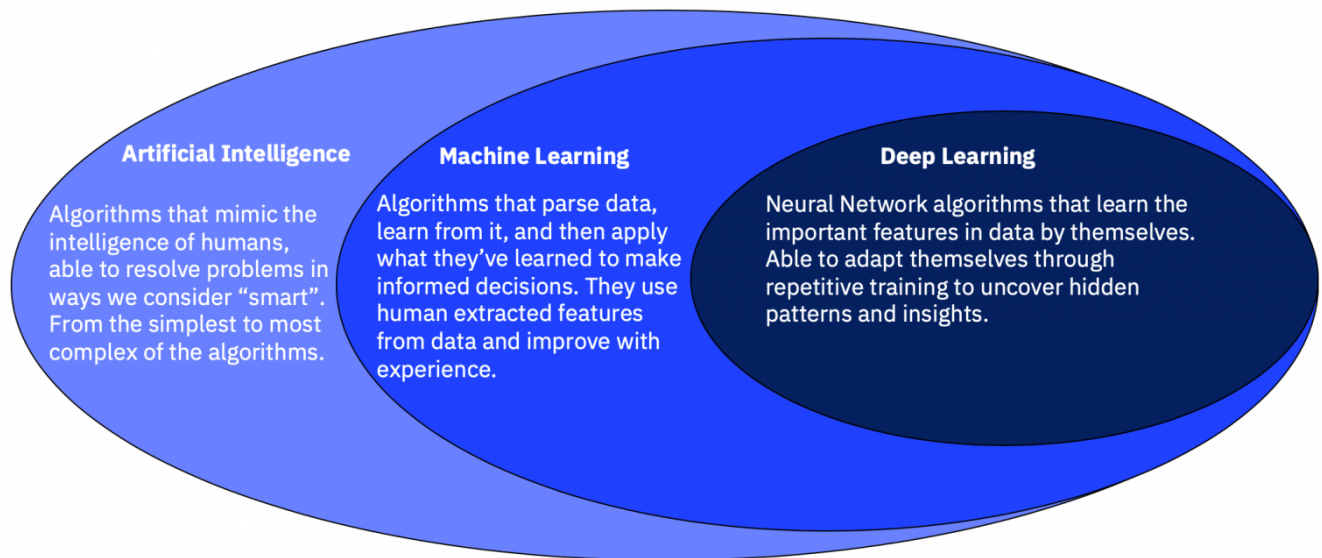 Artificial Intelligence
Algorithms that mimic the
intelligence of humans,
able to resolve problems in
ways we consider “smart”.
From the simplest to most
complex of the algorithms.
Machine Learning
Algorithms that parse data,
learn from it, and then apply
what they’ve learned to make
informed decisions. They use
human extracted features
from data and improve with
experience.
Deep Learning
Neural Network algorithms that learn the
important features in data by themselves.
Able to adapt themselves through
repetitive training to uncover hidden
patterns and insights.